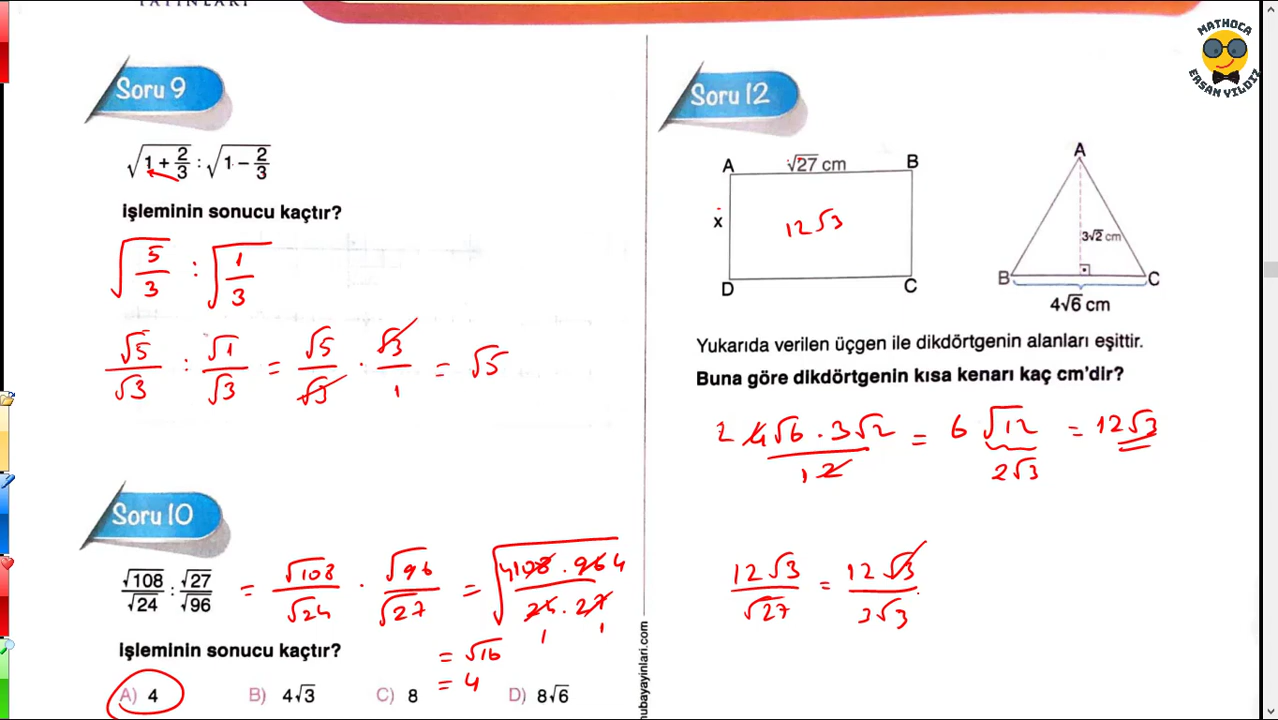 YAYINLARI
MATHOCA
ERSAN YILDIZ
Soru 9
√(1 + 2/3) : √(1 - 2/3)
işleminin sonucu kaçtır?
√(5/3) : √(1/3)
√5/√3 : √1/√3 = √5/√3 · √3/1 = √5
Soru 10
√108/√24 : √27/√96 = √108/√24 · √96/√27 = √(4 108 · 96 4 / 24 · 27)
1 1
işleminin sonucu kaçtır?
= √16
= 4
A) 4 B) 4√3 C) 8 D) 8√6
Soru 12
A √27 cm B
x 12√3
D C
A
3√2 cm
B C
4√6 cm
Yukarıda verilen üçgen ile dikdörtgenin alanları eşittir.
Buna göre dikdörtgenin kısa kenarı kaç cm'dir?
2 4√6 · 3√2 / 1 2 = 6√12 = 12√3
2√3
12√3/√27 = 12√3/3√3
nubayayinlari.com